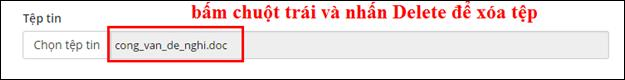 bấm chuột trái và nhấn Delete để xóa tệp
Tệp tin
Chọn tệp tin cong_van_de_nghi.doc